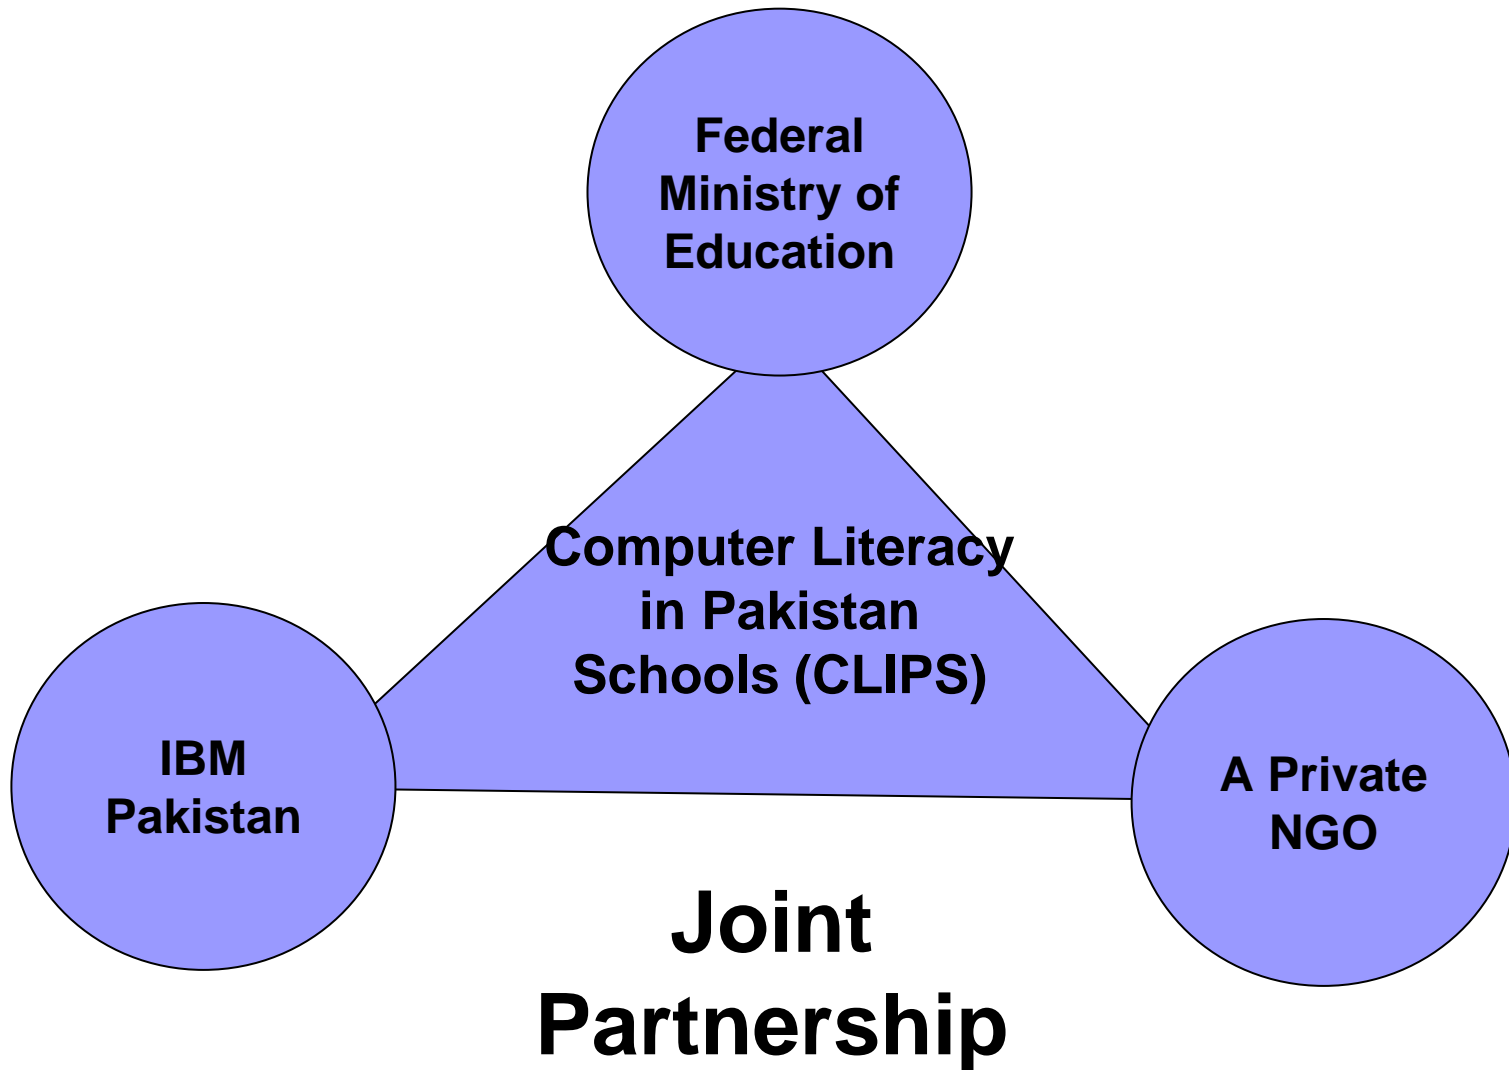 Federal
Ministry of
Education
Computer Literacy
in Pakistan
Schools (CLIPS)
IBM
Pakistan
A Private
NGO
Joint
Partnership